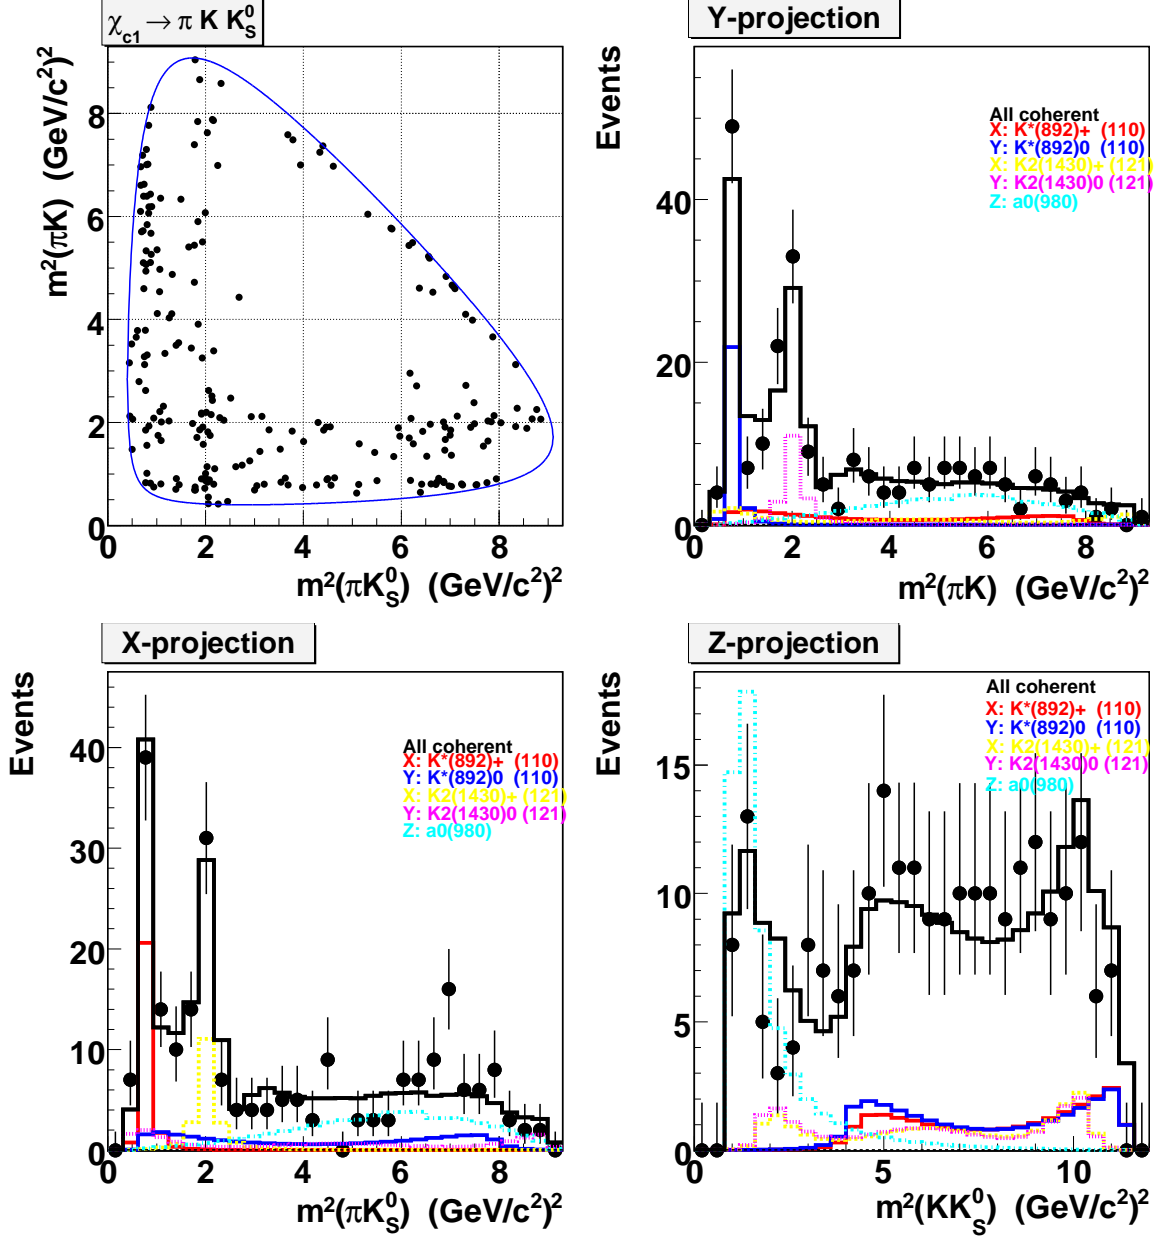 χc1 → π K K⁰S
m²(πK) (GeV/c²)²
8
6
4
2
0
0 2 4 6 8
m²(πK⁰S) (GeV/c²)²
Y-projection
Events
40
20
0
All coherent
X: K*(892)+ (110)
Y: K*(892)0 (110)
X: K2(1430)+ (121)
Y: K2(1430)0 (121)
Z: a0(980)
0 2 4 6 8
m²(πK) (GeV/c²)²
X-projection
Events
40
30
20
10
0
All coherent
X: K*(892)+ (110)
Y: K*(892)0 (110)
X: K2(1430)+ (121)
Y: K2(1430)0 (121)
Z: a0(980)
0 2 4 6 8
m²(πK⁰S) (GeV/c²)²
Z-projection
Events
15
10
5
0
All coherent
X: K*(892)+ (110)
Y: K*(892)0 (110)
X: K2(1430)+ (121)
Y: K2(1430)0 (121)
Z: a0(980)
0 5 10
m²(KK⁰S) (GeV/c²)²